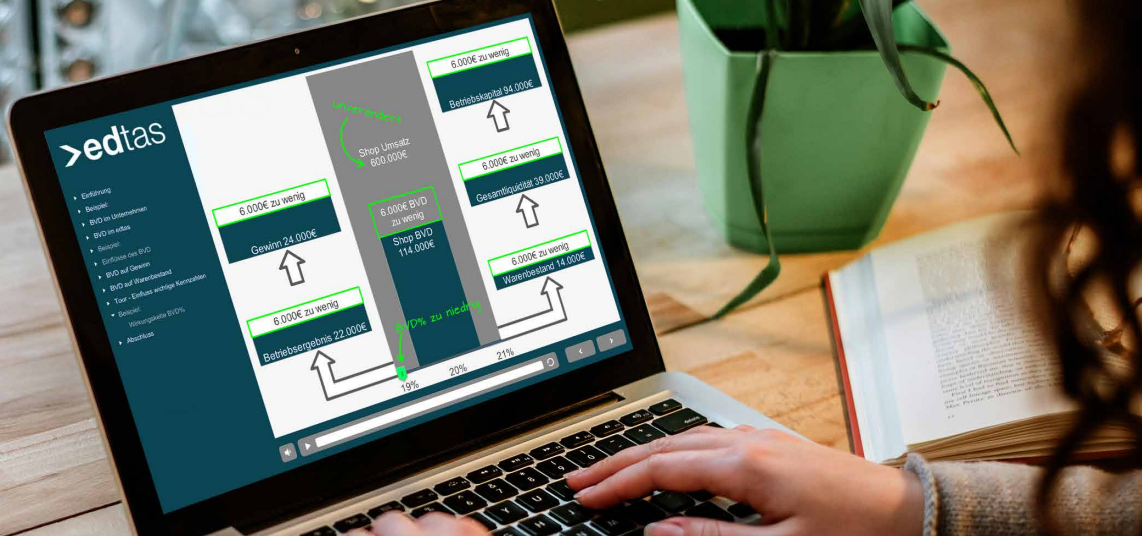 >edtas
Einführung
Beispiel:
BVD im Unternehmen
BVD im edtas
Beispiel:
Einflüsse des BVD
BVD auf Gewinn
BVD auf Warenbestand
Tour - Einfluss wichtige Kennzahlen
Beispiel:
Wirkungskette BVD%
Abschluss
6.000€ zu wenig
Gewinn 24.000€
6.000€ zu wenig
Betriebsergebnis 22.000€
unverändert
Shop Umsatz
600.000€
6.000€ BVD
zu wenig
Shop BVD
114.000€
BVD% zu niedrig
19%
20%
21%
6.000€ zu wenig
Betriebskapital 94.000€
6.000€ zu wenig
Gesamtliquidität 39.000€
6.000€ zu wenig
Warenbestand 14.000€